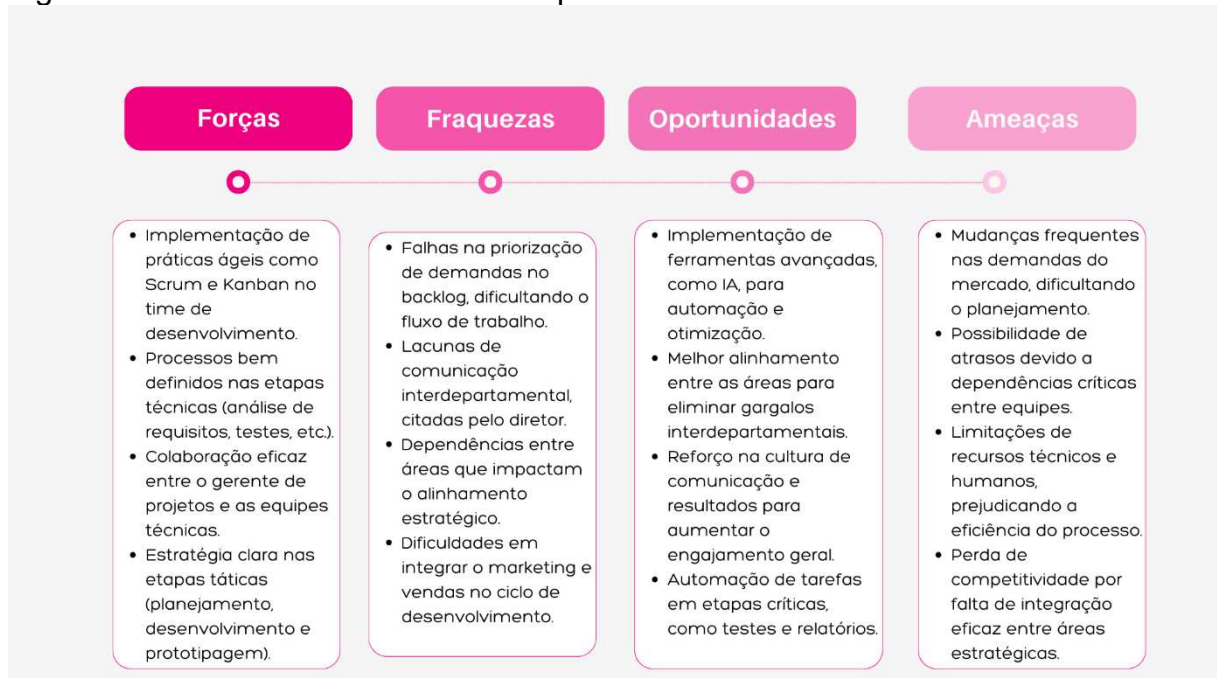 Forças
Fraquezas
Oportunidades
Ameaças
• Implementação de
práticas ágeis como
Scrum e Kanban no
time de
desenvolvimento.
• Processos bem
definidos nas etapas
técnicas (análise de
requisitos, testes, etc.).
• Colaboração eficaz
entre o gerente de
projetos e as equipes
técnicas.
• Estratégia clara nas
etapas táticas
(planejamento,
desenvolvimento e
prototipagem).
• Falhas na priorização
de demandas no
backlog, dificultando o
fluxo de trabalho.
• Lacunas de
comunicação
interdepartamental,
citadas pelo diretor.
• Dependências entre
áreas que impactam
o alinhamento
estratégico.
• Dificuldades em
integrar o marketing e
vendas no ciclo de
desenvolvimento.
• Implementação de
ferramentas avançadas,
como IA, para
automação e
otimização.
• Melhor alinhamento
entre as áreas para
eliminar gargalos
interdepartamentais.
• Reforço na cultura de
comunicação e
resultados para
aumentar o
engajamento geral.
• Automação de tarefas
em etapas críticas,
como testes e relatórios.
• Mudanças frequentes
nas demandas do
mercado, dificultando
o planejamento.
• Possibilidade de
atrasos devido a
dependências críticas
entre equipes.
• Limitações de
recursos técnicos e
humanos,
prejudicando a
eficiência do processo.
• Perda de
competitividade por
falta de integração
eficaz entre áreas
estratégicas.